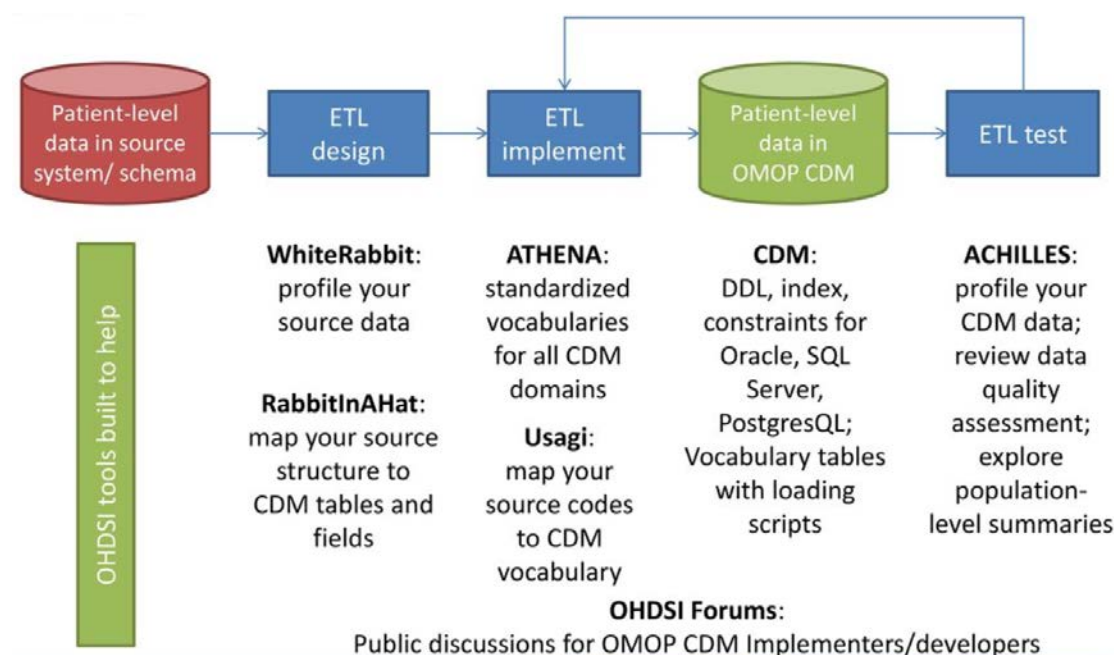 Patient-level
data in source
system/ schema
ETL
design
ETL
implement
Patient-level
data in
OMOP CDM
ETL test
OHDSI tools built to help
WhiteRabbit:
profile your
source data
RabbitInAHat:
map your source
structure to
CDM tables and
fields
ATHENA:
standardized
vocabularies
for all CDM
domains
Usagi:
map your
source codes
to CDM
vocabulary
CDM:
DDL, index,
constraints for
Oracle, SQL
Server,
PostgresQL;
Vocabulary tables
with loading
scripts
ACHILLES:
profile your
CDM data;
review data
quality
assessment;
explore
population-
level summaries
OHDSI Forums:
Public discussions for OMOP CDM Implementers/developers